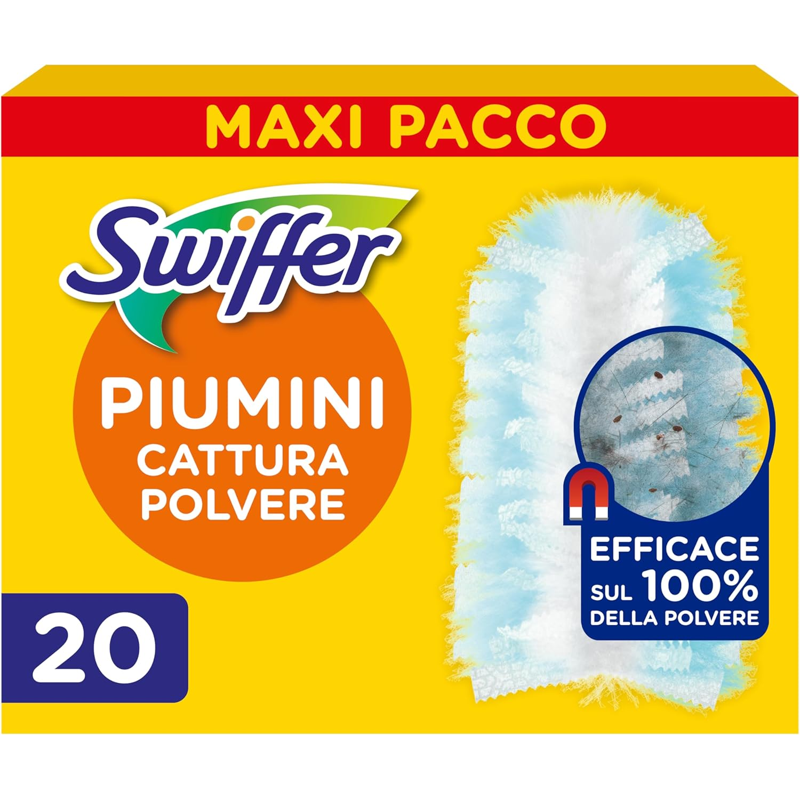 MAXI PACCO
Swiffer
PIUMINI
CATTURA
POLVERE
EFFICACE
SUL 100%
DELLA POLVERE
20